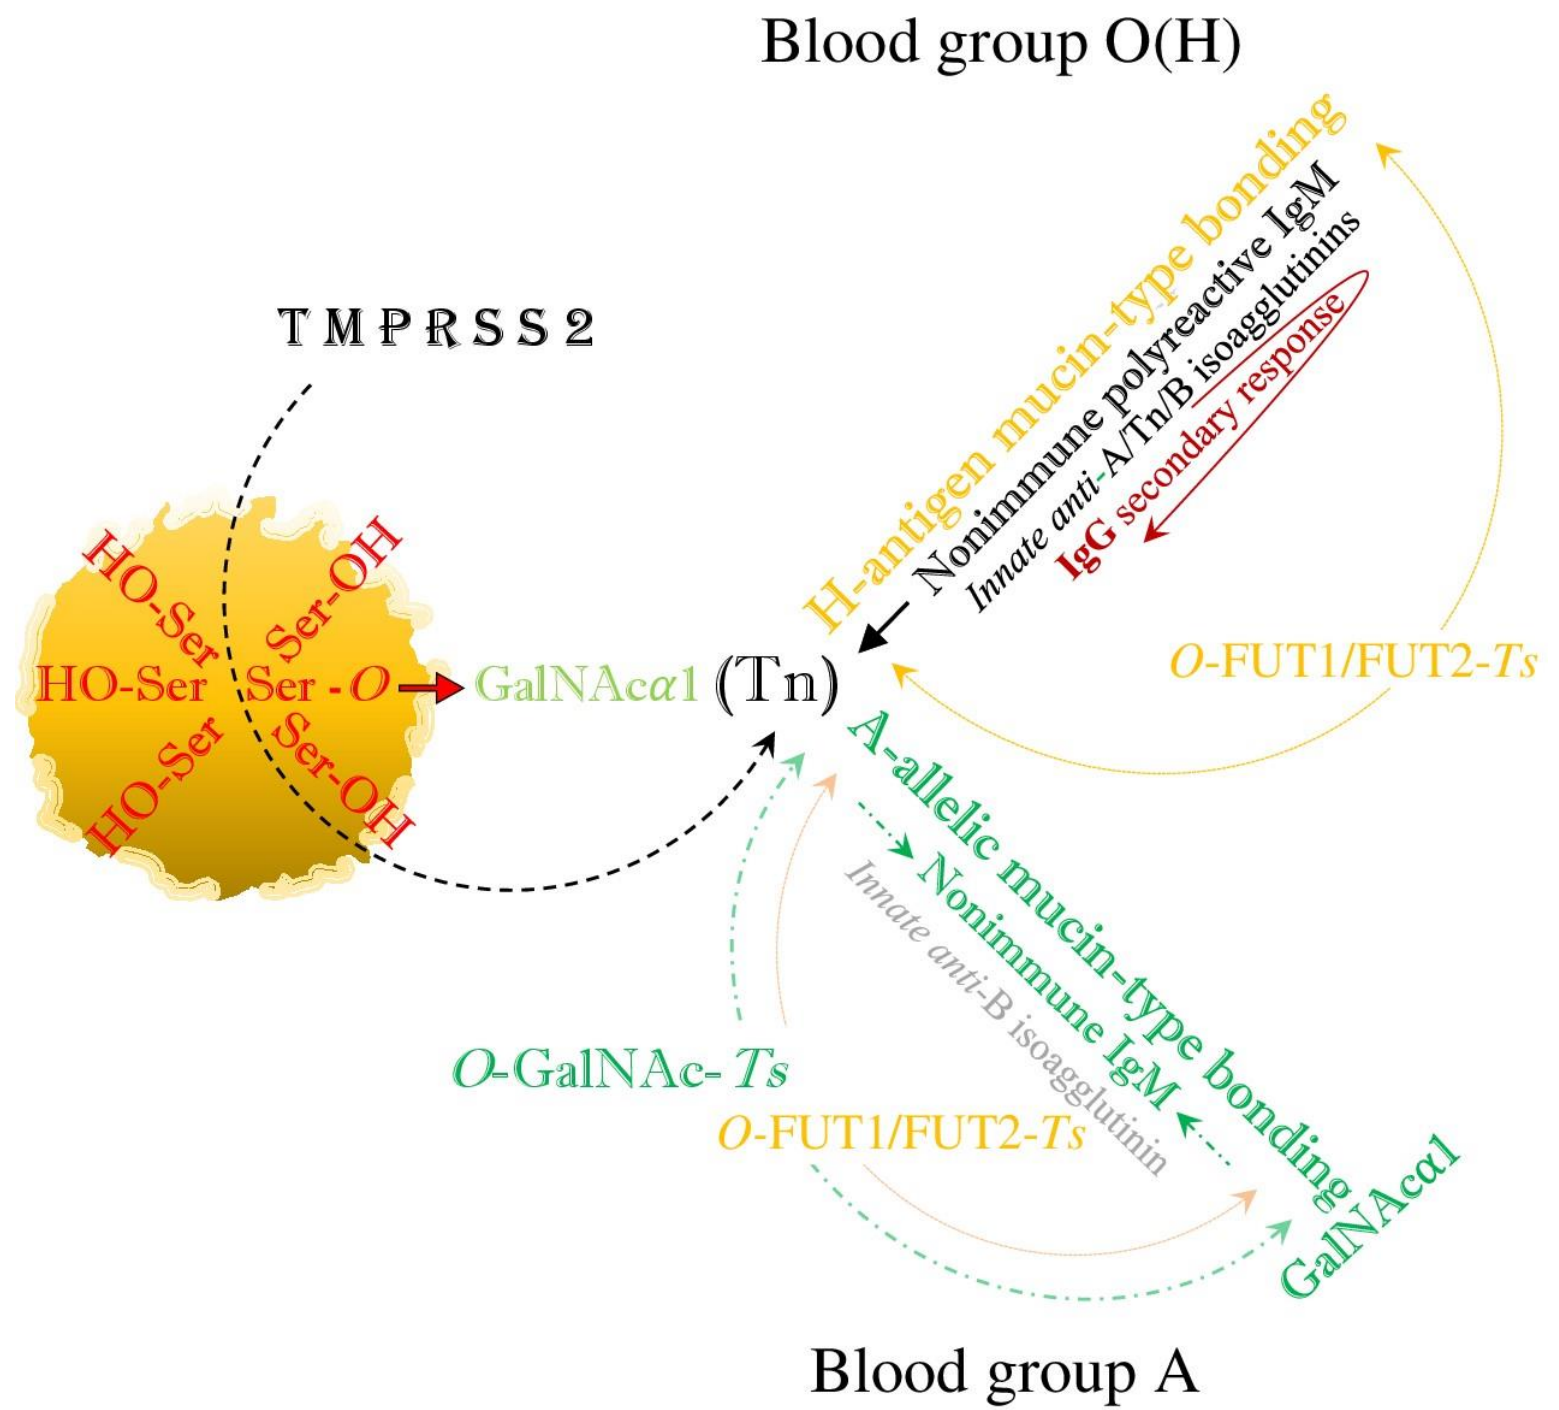 Blood group O(H)
H-antigen mucin-type bonding
Nonimmune polyreactive IgM
Innate anti-A/Tn/B isoagglutinins
IgG secondary response
TMPRSS2
HO-Ser
Ser-OH
HO-Ser
Ser - O
GalNAcα1
(Tn)
HO-Ser
Ser-OH
O-FUT1/FUT2-Ts
A-allelic mucin-type bonding
Nonimmune IgM
Innate anti-B isoagglutinin
O-GalNAc- Ts
O-FUT1/FUT2-Ts
GalNAcα1
Blood group A